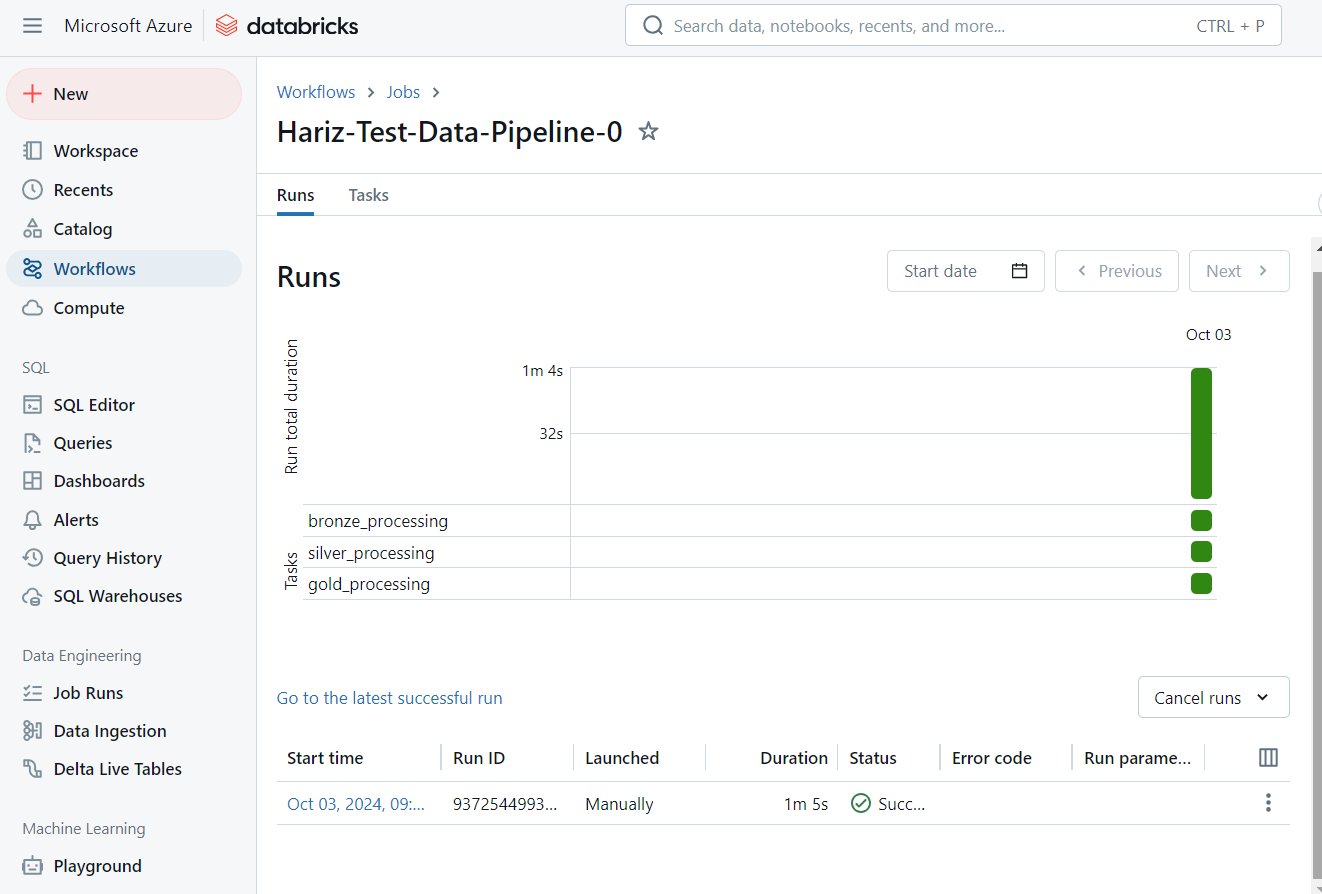 Microsoft Azure databricks
Search data, notebooks, recents, and more... CTRL + P
New
Workspace
Recents
Catalog
Workflows
Compute
SQL
SQL Editor
Queries
Dashboards
Alerts
Query History
SQL Warehouses
Data Engineering
Job Runs
Data Ingestion
Delta Live Tables
Machine Learning
Playground
Workflows > Jobs >
Hariz-Test-Data-Pipeline-0
Runs Tasks
Runs
Start date Previous Next
Oct 03
Run total duration
1m 4s
32s
Tasks
bronze_processing
silver_processing
gold_processing
Go to the latest successful run
Cancel runs
Start time Run ID Launched Duration Status Error code Run parame...
Oct 03, 2024, 09:... 9372544993... Manually 1m 5s Succ...